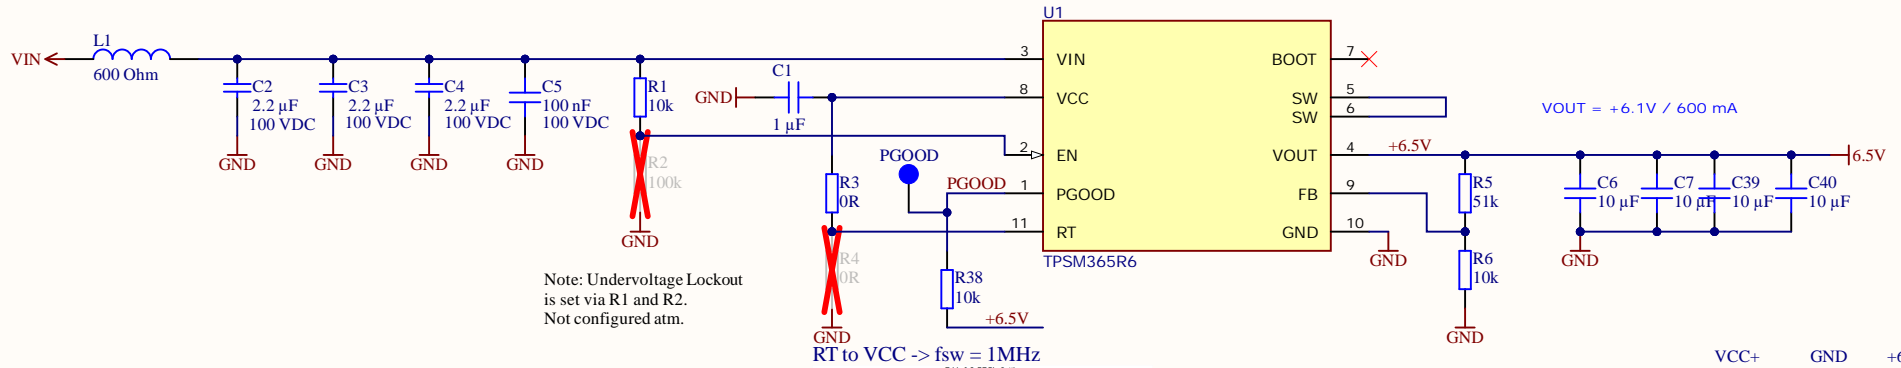 U1
L1
VIN
600 Ohm
C2
2.2 µF
100 VDC
GND
C3
2.2 µF
100 VDC
GND
C4
2.2 µF
100 VDC
GND
C5
100 nF
100 VDC
GND
R1
10k
R2
100k
GND
C1
GND
1 µF
R3
0R
R4
0R
GND
PGOOD
PGOOD
R38
10k
+6.5V
3 VIN
8 VCC
2 EN
1 PGOOD
11 RT
BOOT 7
SW 5
SW 6
VOUT 4
FB 9
GND 10
TPSM365R6
GND
VOUT = +6.1V / 600 mA
+6.5V
6.5V
R5
51k
R6
10k
GND
C6
10 µF
C7
10 µF
C39
10 µF
C40
10 µF
GND
Note: Undervoltage Lockout
is set via R1 and R2.
Not configured atm.
RT to VCC -> fsw = 1MHz
VCC+ GND